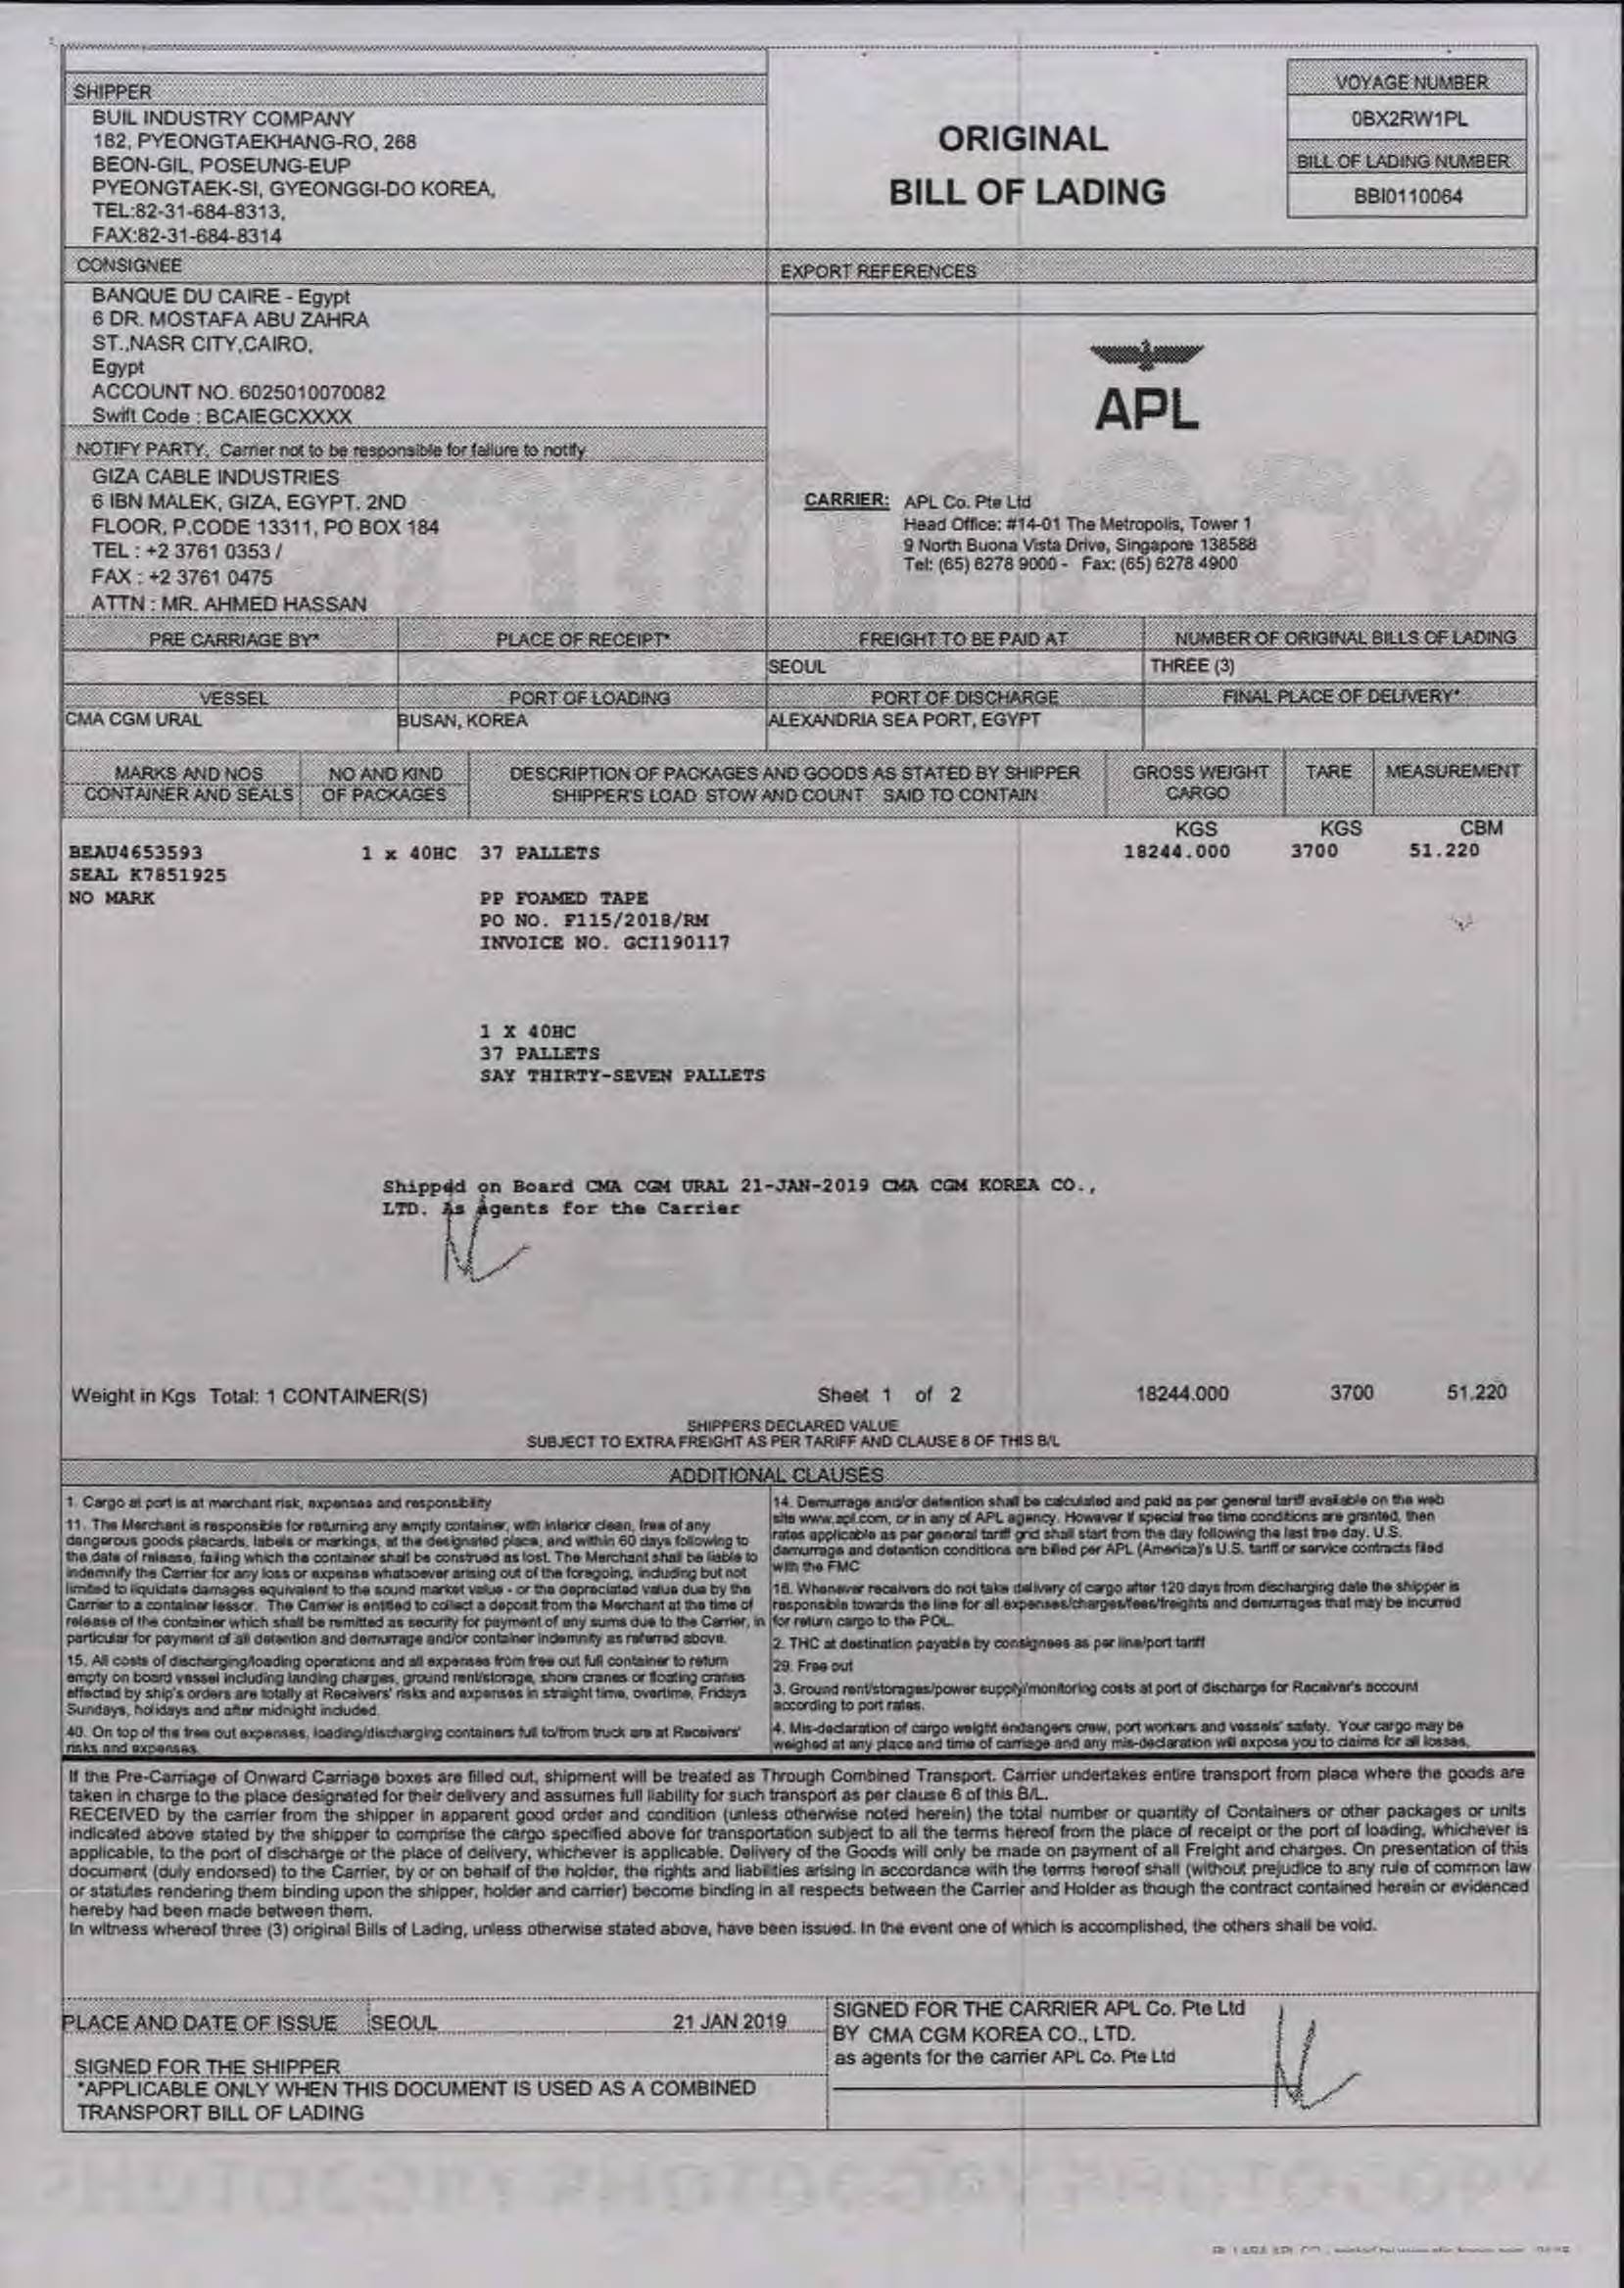 SHIPPER
BUIL INDUSTRY COMPANY
182, PYEONGTAEKHANG-RO, 268
BEON-GIL, POSEUNG-EUP
PYEONGTAEK-SI, GYEONGGI-DO KOREA,
TEL:82-31-684-8313,
FAX:82-31-684-8314
ORIGINAL
BILL OF LADING
VOYAGE NUMBER
0BX2RW1PL
BILL OF LADING NUMBER
BBI0110064
CONSIGNEE
BANQUE DU CAIRE - Egypt
6 DR. MOSTAFA ABU ZAHRA
ST.,NASR CITY,CAIRO,
Egypt
ACCOUNT NO. 6025010070082
Swift Code : BCAIEGCXXXX
EXPORT REFERENCES
APL
NOTIFY PARTY, Carrier not to be responsible for failure to notify
GIZA CABLE INDUSTRIES
6 IBN MALEK, GIZA, EGYPT. 2ND
FLOOR, P.CODE 13311, PO BOX 184
TEL : +2 3761 0353 /
FAX : +2 3761 0475
ATTN : MR. AHMED HASSAN
CARRIER: APL Co. Pte Ltd
Head Office: #14-01 The Metropolis, Tower 1
9 North Buona Vista Drive, Singapore 138588
Tel: (65) 6278 9000 - Fax: (65) 6278 4900
PRE CARRIAGE BY* PLACE OF RECEIPT* FREIGHT TO BE PAID AT NUMBER OF ORIGINAL BILLS OF LADING
SEOUL THREE (3)
VESSEL PORT OF LOADING PORT OF DISCHARGE FINAL PLACE OF DELIVERY*
CMA CGM URAL BUSAN, KOREA ALEXANDRIA SEA PORT, EGYPT
MARKS AND NOS NO AND KIND DESCRIPTION OF PACKAGES AND GOODS AS STATED BY SHIPPER GROSS WEIGHT TARE MEASUREMENT
CONTAINER AND SEALS OF PACKAGES SHIPPER'S LOAD STOW AND COUNT SAID TO CONTAIN CARGO
KGS KGS CBM
BEAU4653593 1 x 40HC 37 PALLETS 18244.000 3700 51.220
SEAL K7851925
NO MARK PP FOAMED TAPE
PO NO. F115/2018/RM
INVOICE NO. GCI190117
1 X 40HC
37 PALLETS
SAY THIRTY-SEVEN PALLETS
Shipped on Board CMA CGM URAL 21-JAN-2019 CMA CGM KOREA CO.,
LTD. As Agents for the Carrier
Weight in Kgs Total: 1 CONTAINER(S) Sheet 1 of 2 18244.000 3700 51.220
SHIPPERS DECLARED VALUE
SUBJECT TO EXTRA FREIGHT AS PER TARIFF AND CLAUSE 8 OF THIS B/L
ADDITIONAL CLAUSES
1. Cargo at port is at merchant risk, expenses and responsibility
11. The Merchant is responsible for returning any empty container, with interior clean, free of any
dangerous goods placards, labels or markings, at the designated place, and within 60 days following to
the date of release, failing which the container shall be construed as lost. The Merchant shall be liable to
indemnify the Carrier for any loss or expense whatsoever arising out of the foregoing, including but not
limited to liquidate damages equivalent to the sound market value - or the depreciated value due by the
Carrier to a container lessor. The Carrier is entitled to collect a deposit from the Merchant at the time of
release of the container which shall be remitted as security for payment of any sums due to the Carrier, in
particular for payment of all detention and demurrage and/or container indemnity as referred above.
15. All costs of discharging/loading operations and all expenses from free out full container to return
empty on board vessel including landing charges, ground rent/storage, shore cranes or floating cranes
effected by ship's orders are totally at Receivers' risks and expenses in straight time, overtime, Fridays
Sundays, holidays and after midnight included.
40. On top of the free out expenses, loading/discharging containers full to/from truck are at Receivers'
risks and expenses.
14. Demurrage and/or detention shall be calculated and paid as per general tariff available on the web
site www.apl.com, or in any of APL agency. However if special free time conditions are granted, then
rates applicable as per general tariff grid shall start from the day following the last free day. U.S.
demurrage and detention conditions are billed per APL (America)'s U.S. tariff or service contracts filed
with the FMC
18. Whenever receivers do not take delivery of cargo after 120 days from discharging date the shipper is
responsible towards the line for all expenses/charges/fees/freights and demurrages that may be incurred
for return cargo to the POL.
2. THC at destination payable by consignees as per line/port tariff
29. Free out
3. Ground rent/storages/power supply/monitoring costs at port of discharge for Receiver's account
according to port rates.
4. Mis-declaration of cargo weight endangers crew, port workers and vessels' safety. Your cargo may be
weighed at any place and time of carriage and any mis-declaration will expose you to claims for all losses,
If the Pre-Carriage of Onward Carriage boxes are filled out, shipment will be treated as Through Combined Transport. Carrier undertakes entire transport from place where the goods are
taken in charge to the place designated for their delivery and assumes full liability for such transport as per clause 6 of this B/L.
RECEIVED by the carrier from the shipper in apparent good order and condition (unless otherwise noted herein) the total number or quantity of Containers or other packages or units
indicated above stated by the shipper to comprise the cargo specified above for transportation subject to all the terms hereof from the place of receipt or the port of loading, whichever is
applicable, to the port of discharge or the place of delivery, whichever is applicable. Delivery of the Goods will only be made on payment of all Freight and charges. On presentation of this
document (duly endorsed) to the Carrier, by or on behalf of the holder, the rights and liabilities arising in accordance with the terms hereof shall (without prejudice to any rule of common law
or statutes rendering them binding upon the shipper, holder and carrier) become binding in all respects between the Carrier and Holder as though the contract contained herein or evidenced
hereby had been made between them.
In witness whereof three (3) original Bills of Lading, unless otherwise stated above, have been issued. In the event one of which is accomplished, the others shall be void.
PLACE AND DATE OF ISSUE SEOUL 21 JAN 2019
SIGNED FOR THE SHIPPER
*APPLICABLE ONLY WHEN THIS DOCUMENT IS USED AS A COMBINED
TRANSPORT BILL OF LADING
SIGNED FOR THE CARRIER APL Co. Pte Ltd
BY CMA CGM KOREA CO., LTD.
as agents for the carrier APL Co. Pte Ltd